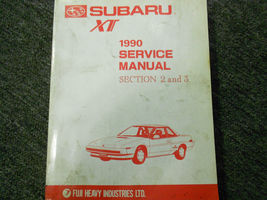 SUBARU
XT
1990
SERVICE
MANUAL
SECTION 2 and 3
FUJI HEAVY INDUSTRIES LTD.